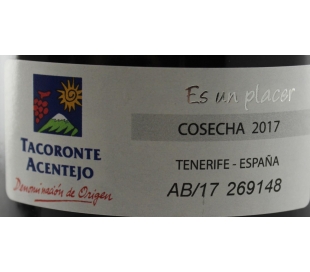 Es un placer
COSECHA 2017
TACORONTE
ACENTEJO
Denominación de Origen
TENERIFE - ESPAÑA
AB/17 269148